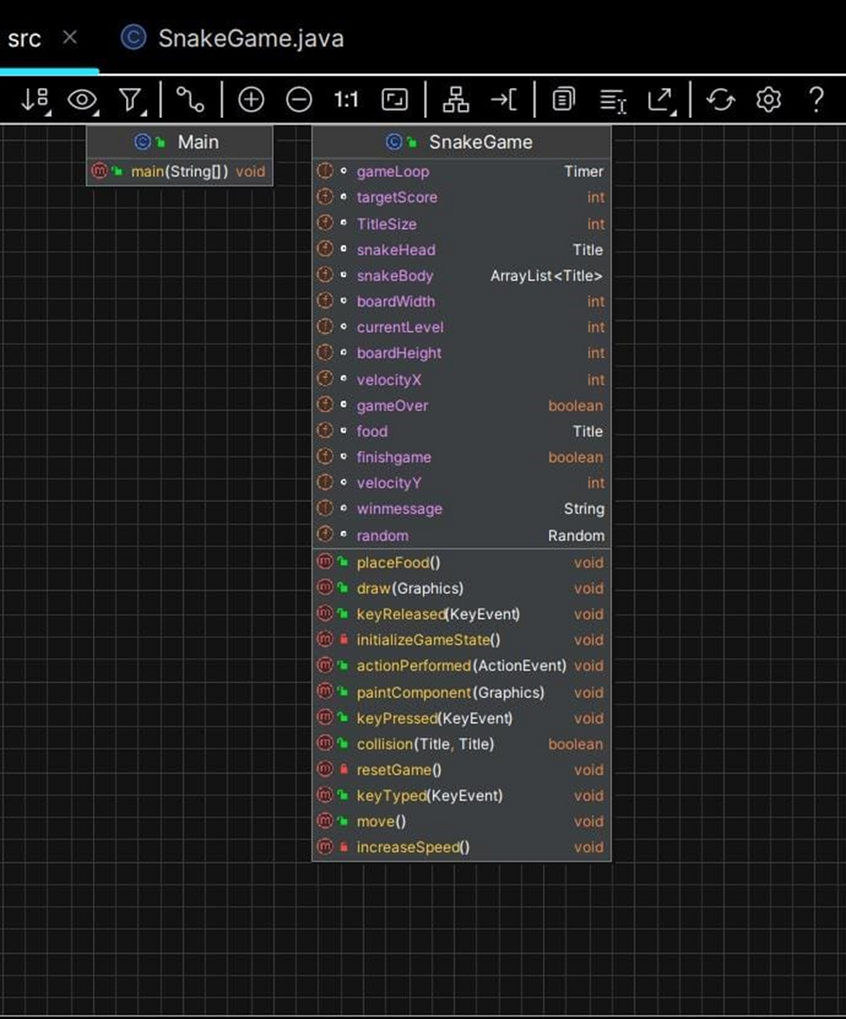 src × SnakeGame.java
1:1 ?
Main
main(String[]) void
SnakeGame
gameLoop Timer
targetScore int
TitleSize int
snakeHead Title
snakeBody ArrayList<Title>
boardWidth int
currentLevel int
boardHeight int
velocityX int
gameOver boolean
food Title
finishgame boolean
velocityY int
winmessage String
random Random
placeFood() void
draw(Graphics) void
keyReleased(KeyEvent) void
initializeGameState() void
actionPerformed(ActionEvent) void
paintComponent(Graphics) void
keyPressed(KeyEvent) void
collision(Title, Title) boolean
resetGame() void
keyTyped(KeyEvent) void
move() void
increaseSpeed() void